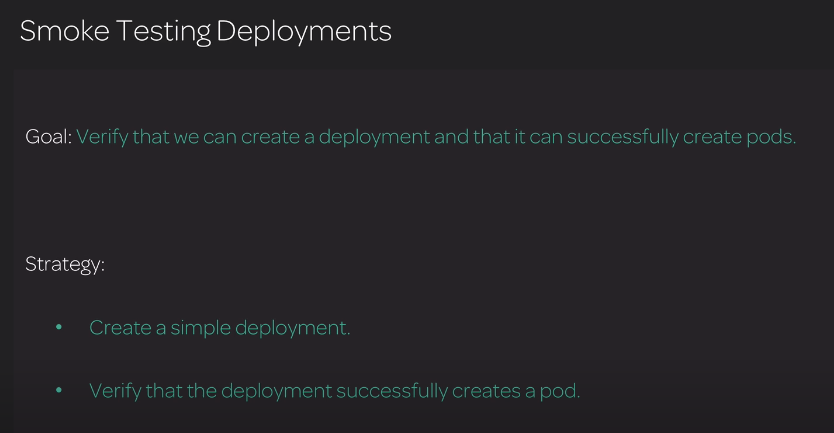 Smoke Testing Deployments
Goal: Verify that we can create a deployment and that it can successfully create pods.
Strategy:
• Create a simple deployment.
• Verify that the deployment successfully creates a pod.